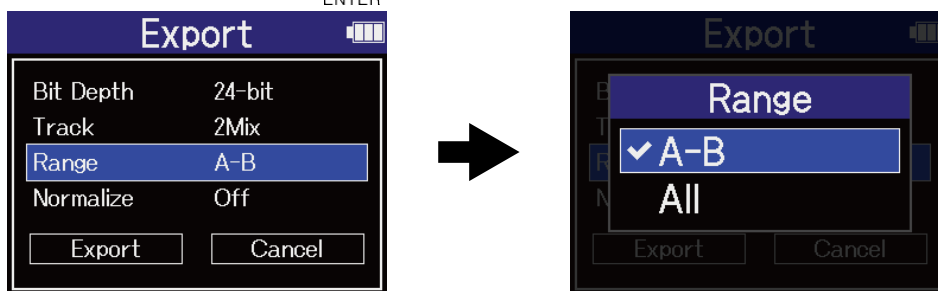 ENTER
Export
Bit Depth 24-bit
Track 2Mix
Range A-B
Normalize Off
Export Cancel
Export
B
Range
T
A-B
R
All
N
Export Cancel